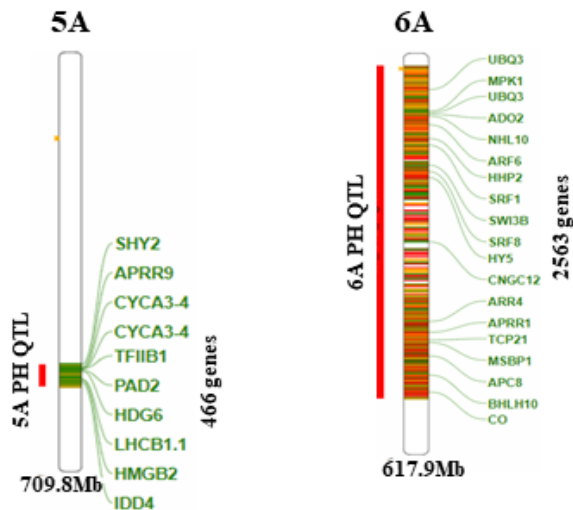 5A
SHY2
APRR9
CYCA3-4
CYCA3-4
TFIIB1
PAD2
HDG6
LHCB1.1
HMGB2
IDD4
5A PH QTL
466 genes
709.8Mb
6A
UBQ3
MPK1
UBQ3
ADO2
NHL10
ARF6
HHP2
SRF1
SWI3B
SRF8
HY5
CNGC12
ARR4
APRR1
TCP21
MSBP1
APC8
BHLH10
CO
6A PH QTL
2563 genes
617.9Mb